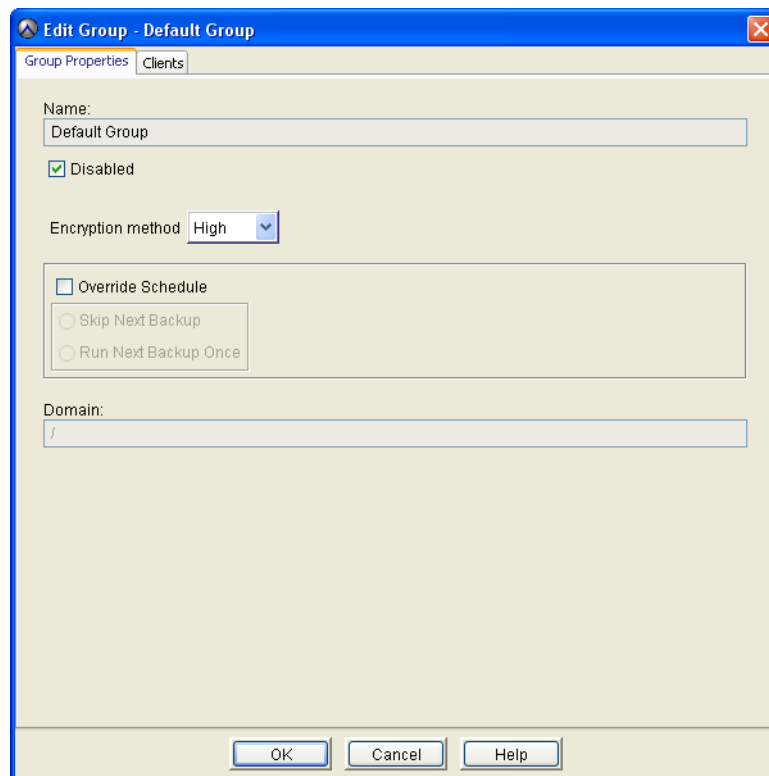 Edit Group - Default Group
Group Properties Clients
Name:
Default Group
Disabled
Encryption method High
Override Schedule
Skip Next Backup
Run Next Backup Once
Domain:
/
OK Cancel Help